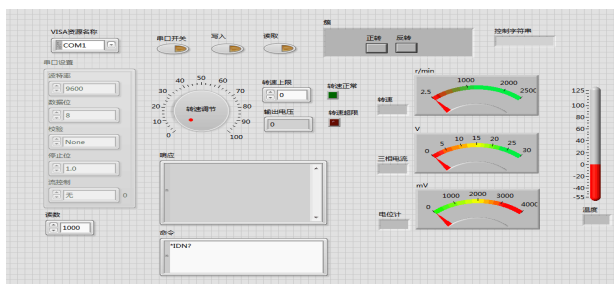 VISA资源名称
COM1
串口开关
写入
读取
簇
正转
反转
控制字符串
串口设置
波特率
9600
数据位
8
校验
None
停止位
1.0
流控制
无
0
读数
1000
0
10
20
30
40
50
60
70
80
90
100
转速调节
转速上限
0
输出电压
0
转速正常
转速超限
响应
命令
*IDN?
r/min
2.5
1000
2000
2500
转速
V
0
5
10
15
20
25
30
三相电流
mV
0
1000
2000
3000
4000
电位计
125
100
80
60
40
20
0
-20
-40
-55
温度